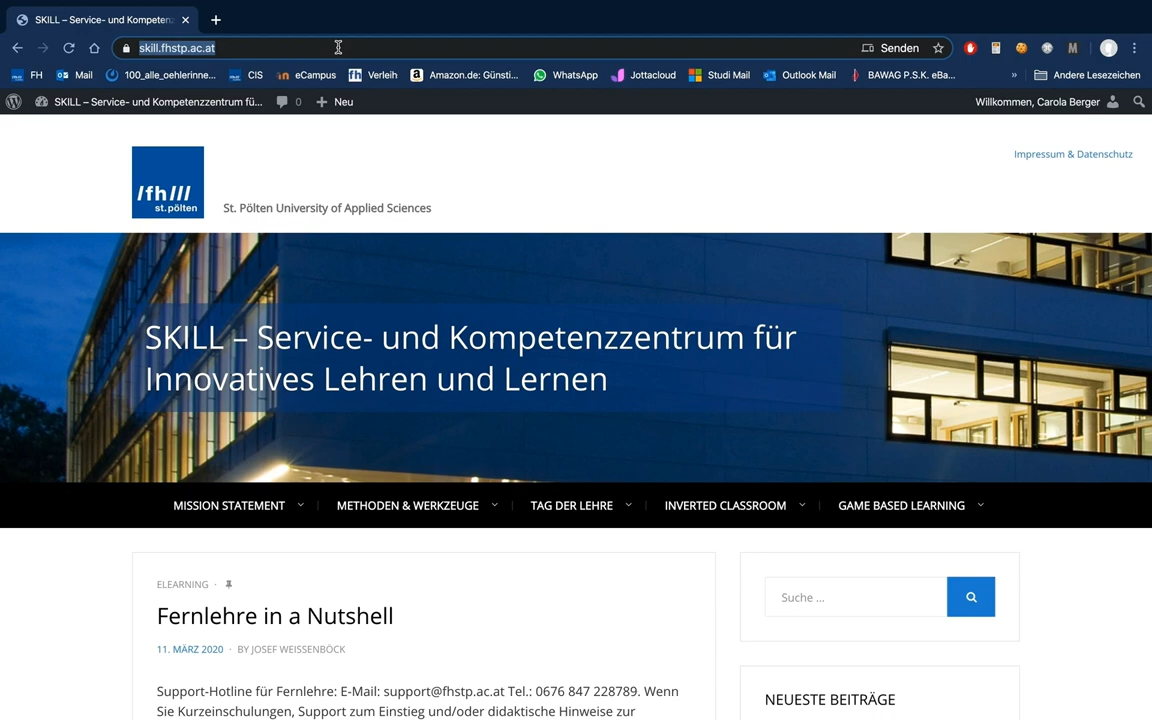 SKILL – Service- und Kompetenz
skill.fhstp.ac.at
Senden
FH
Mail
100_alle_oehlerinne...
CIS
eCampus
Verleih
Amazon.de: Günsti...
WhatsApp
Jottacloud
Studi Mail
Outlook Mail
BAWAG P.S.K. eBa...
»
Andere Lesezeichen
SKILL – Service- und Kompetenzzentrum fü...
0
Neu
Willkommen, Carola Berger
Impressum & Datenschutz
/fh///
st.pölten
St. Pölten University of Applied Sciences
SKILL – Service- und Kompetenzzentrum für
Innovatives Lehren und Lernen
MISSION STATEMENT
METHODEN & WERKZEUGE
TAG DER LEHRE
INVERTED CLASSROOM
GAME BASED LEARNING
ELEARNING ·
Fernlehre in a Nutshell
11. MÄRZ 2020 · BY JOSEF WEISSENBÖCK
Support-Hotline für Fernlehre: E-Mail: support@fhstp.ac.at Tel.: 0676 847 228789. Wenn
Sie Kurzeinschulungen, Support zum Einstieg und/oder didaktische Hinweise zur
Suche ...
NEUESTE BEITRÄGE